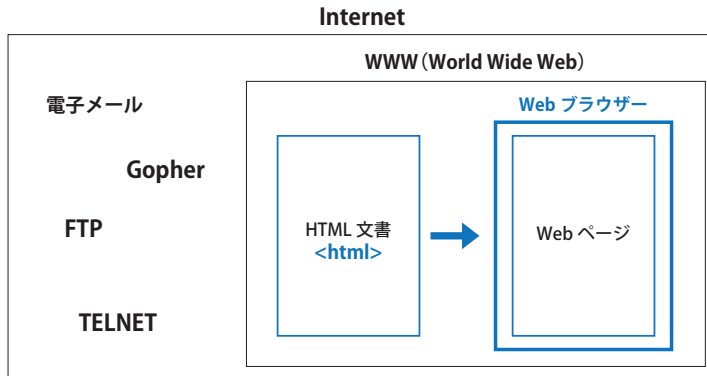 Internet
WWW（World Wide Web）
電子メール
Gopher
FTP
TELNET
HTML 文書
<html>
Web ブラウザー
Web ページ